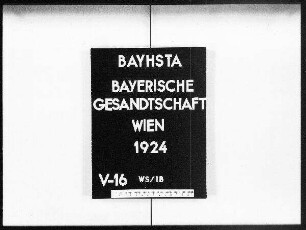 BAYHSTA
BAYERISCHE
GESANDTSCHAFT
WIEN
1924
V-16 WS/1B